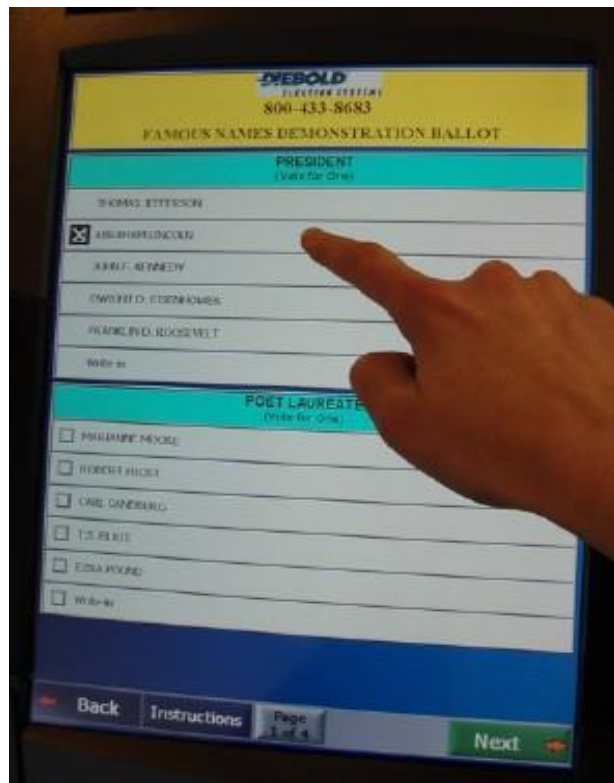 DIEBOLD
ELECTION SYSTEMS
800-433-8683
FAMOUS NAMES DEMONSTRATION BALLOT
PRESIDENT
(Vote for One)
THOMAS JEFFERSON
ABRAHAM LINCOLN
JOHN F. KENNEDY
DWIGHT D. EISENHOWER
FRANKLIN D. ROOSEVELT
Write-in
POET LAUREATE
(Vote for One)
MARIANNE MOORE
ROBERT FROST
CARL SANDBURG
T.S. ELIOT
EZRA POUND
Write-in
Back
Instructions
Page
1 of 4
Next